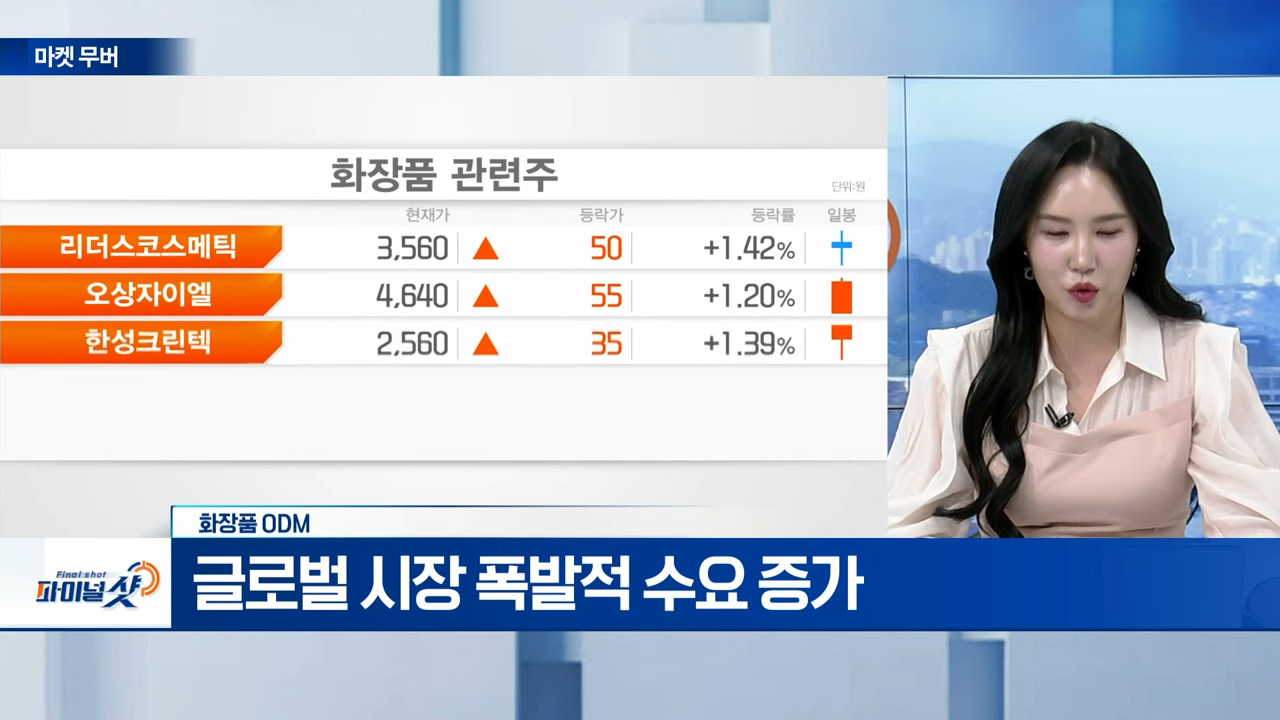 마켓 무버
화장품 관련주
단위:원
현재가 등락가 등락률 일봉
리더스코스메틱 3,560 ▲ 50 +1.42%
오상자이엘 4,640 ▲ 55 +1.20%
한성크린텍 2,560 ▲ 35 +1.39%
화장품 ODM
Final shot
파이널샷
글로벌 시장 폭발적 수요 증가